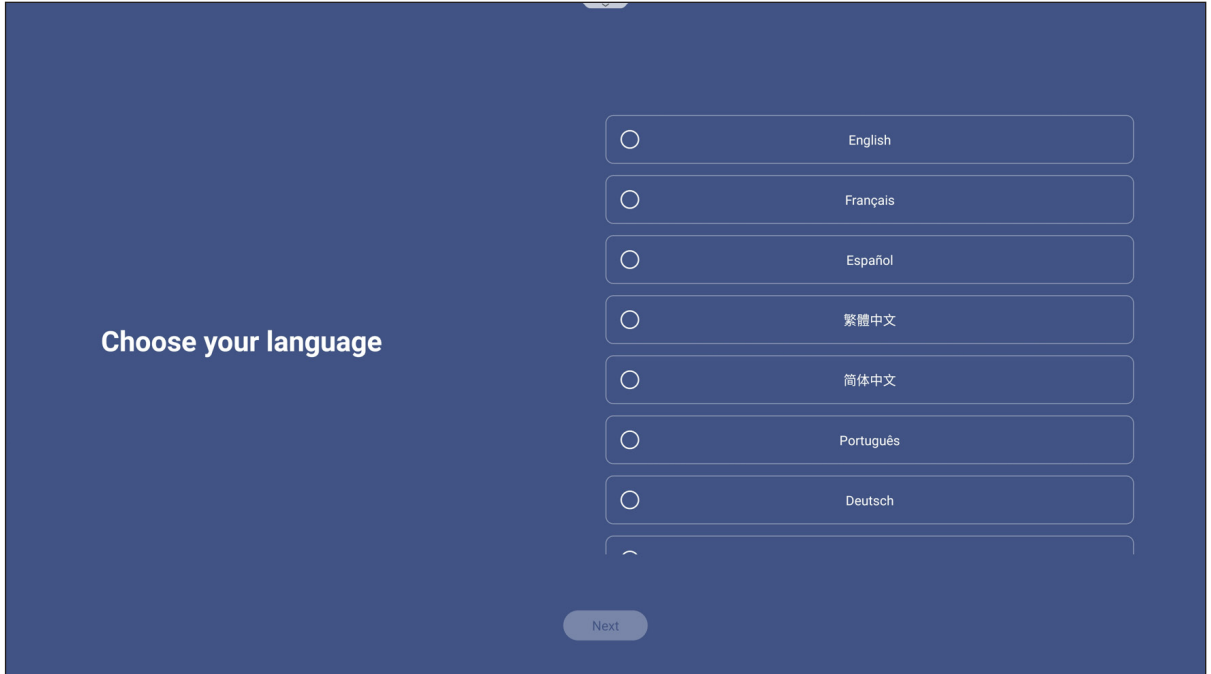 Choose your language
English
Français
Español
繁體中文
简体中文
Português
Deutsch
Next